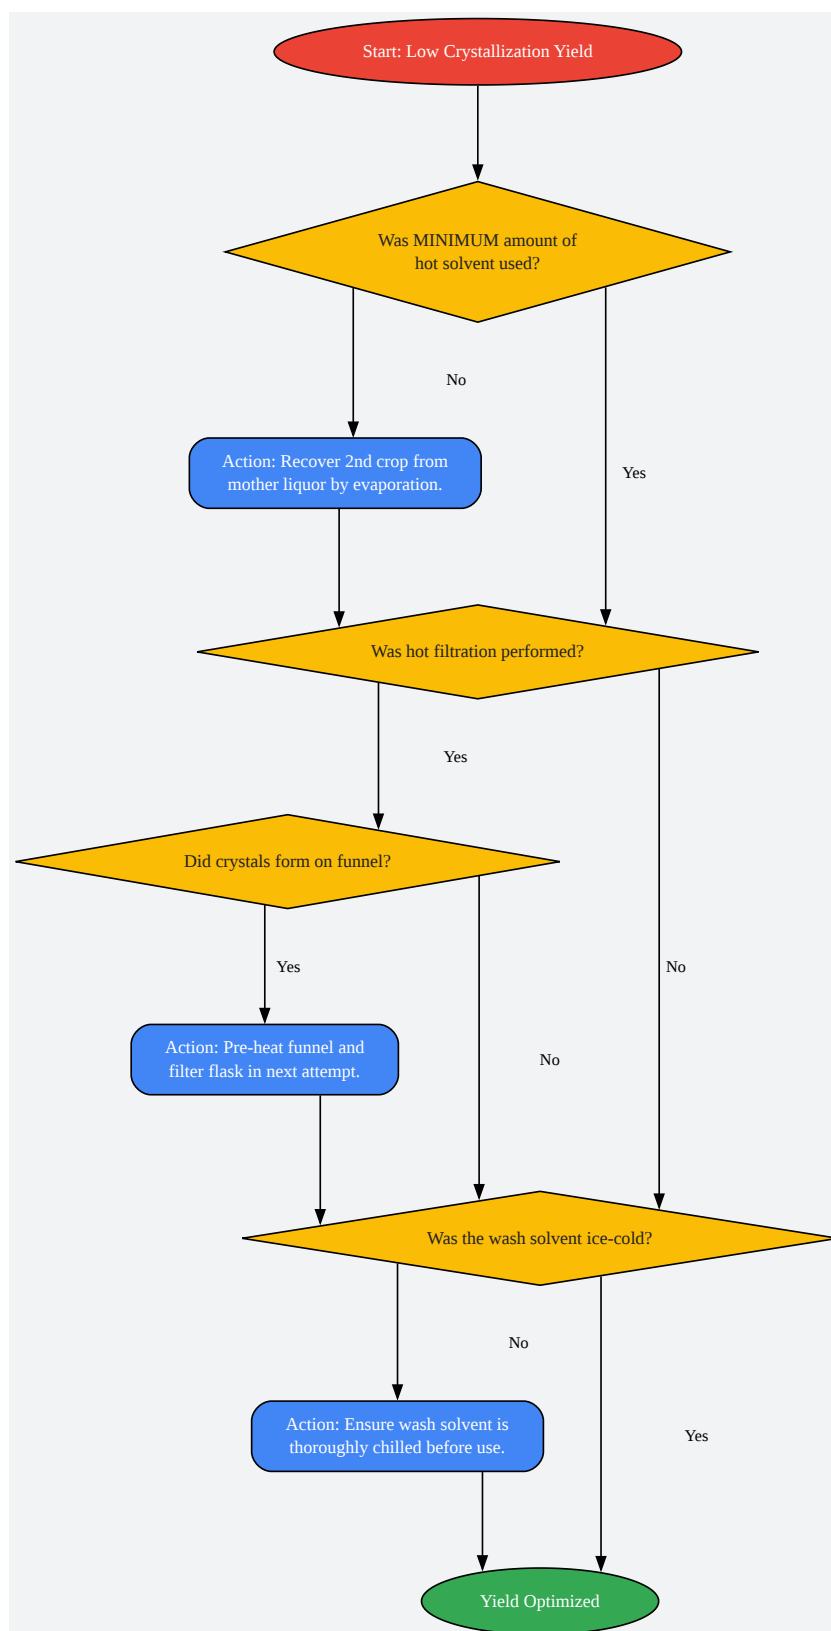 Start: Low Crystallization Yield
Was MINIMUM amount of
hot solvent used?
No
Action: Recover 2nd crop from
mother liquor by evaporation.
Yes
Was hot filtration performed?
Yes
Did crystals form on funnel?
Yes
No
Action: Pre-heat funnel and
filter flask in next attempt.
No
Was the wash solvent ice-cold?
No
Action: Ensure wash solvent is
thoroughly chilled before use.
Yes
Yield Optimized